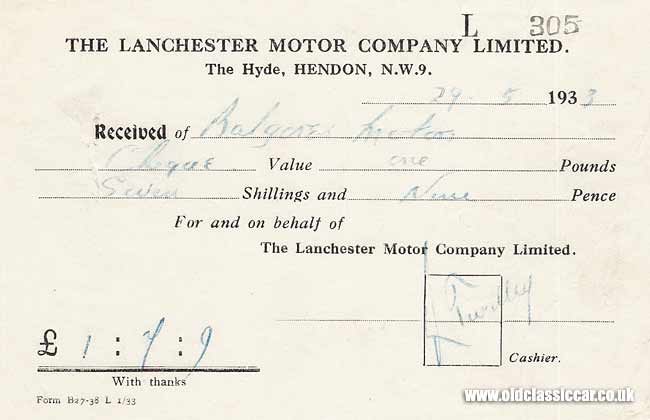 L 305
THE LANCHESTER MOTOR COMPANY LIMITED.
The Hyde, HENDON, N.W.9.
29 - 5 1933
Received of Motors
Cheque Value one Pounds
Seven Shillings and Nine Pence
For and on behalf of
The Lanchester Motor Company Limited.
£ 1 : 7 : 9
Cashier.
With thanks
Form B27-38 L 1/33
www.oldclassiccar.co.uk